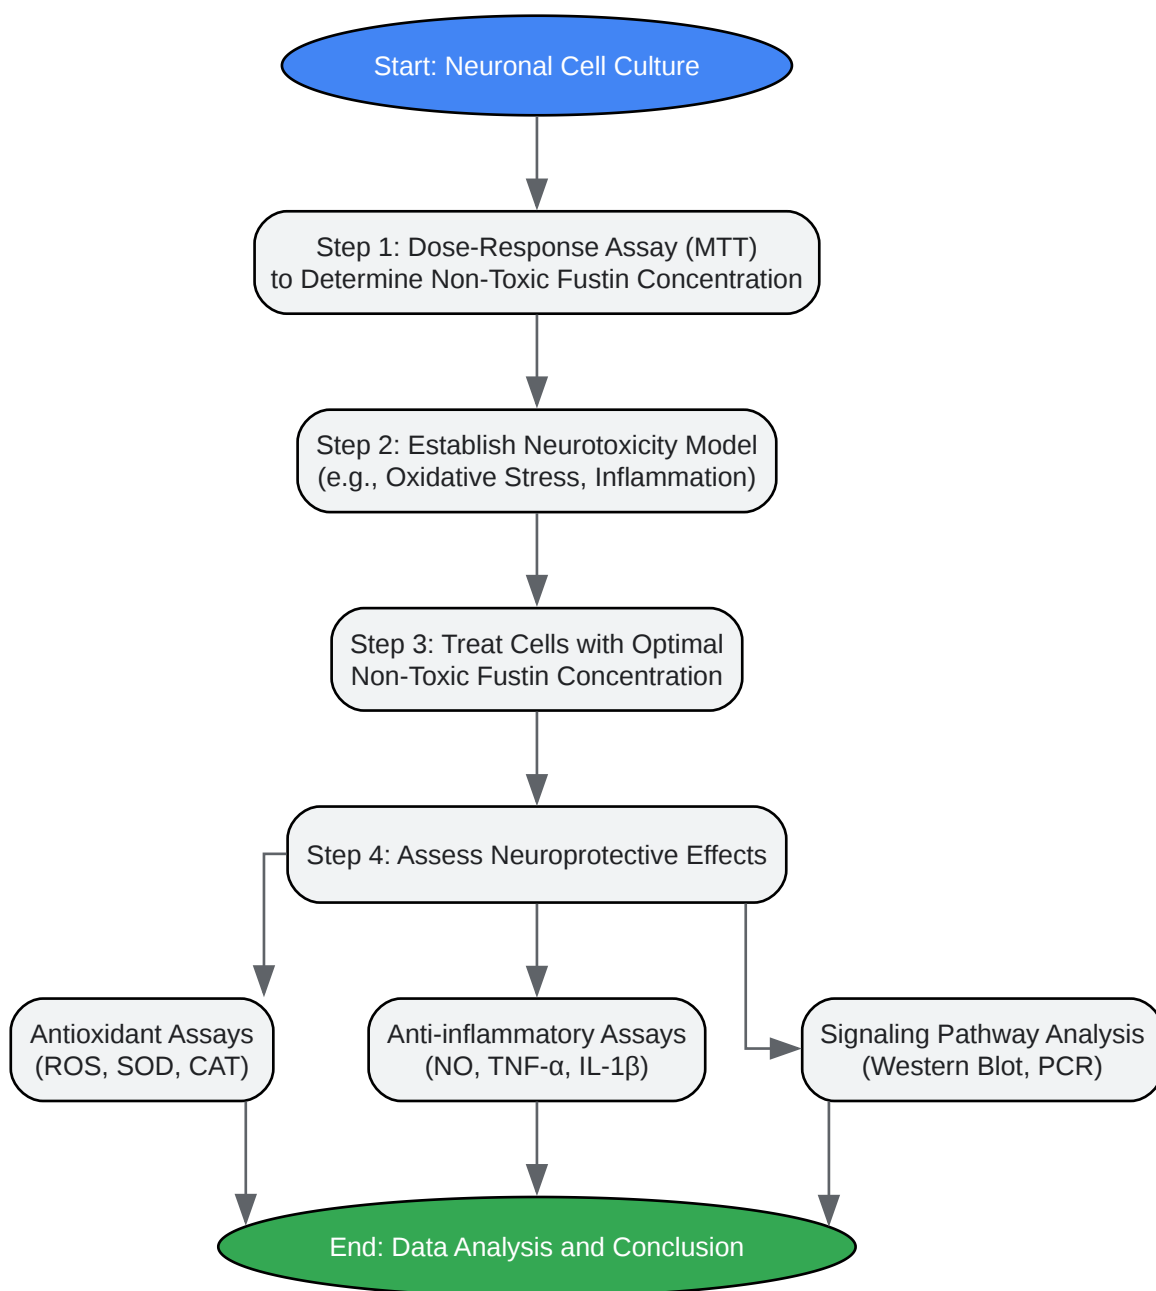 Start: Neuronal Cell Culture
Step 1: Dose-Response Assay (MTT)
to Determine Non-Toxic Fustin Concentration
Step 2: Establish Neurotoxicity Model
(e.g., Oxidative Stress, Inflammation)
Step 3: Treat Cells with Optimal
Non-Toxic Fustin Concentration
Step 4: Assess Neuroprotective Effects
Antioxidant Assays
(ROS, SOD, CAT)
Anti-inflammatory Assays
(NO, TNF-α, IL-1β)
Signaling Pathway Analysis
(Western Blot, PCR)
End: Data Analysis and Conclusion